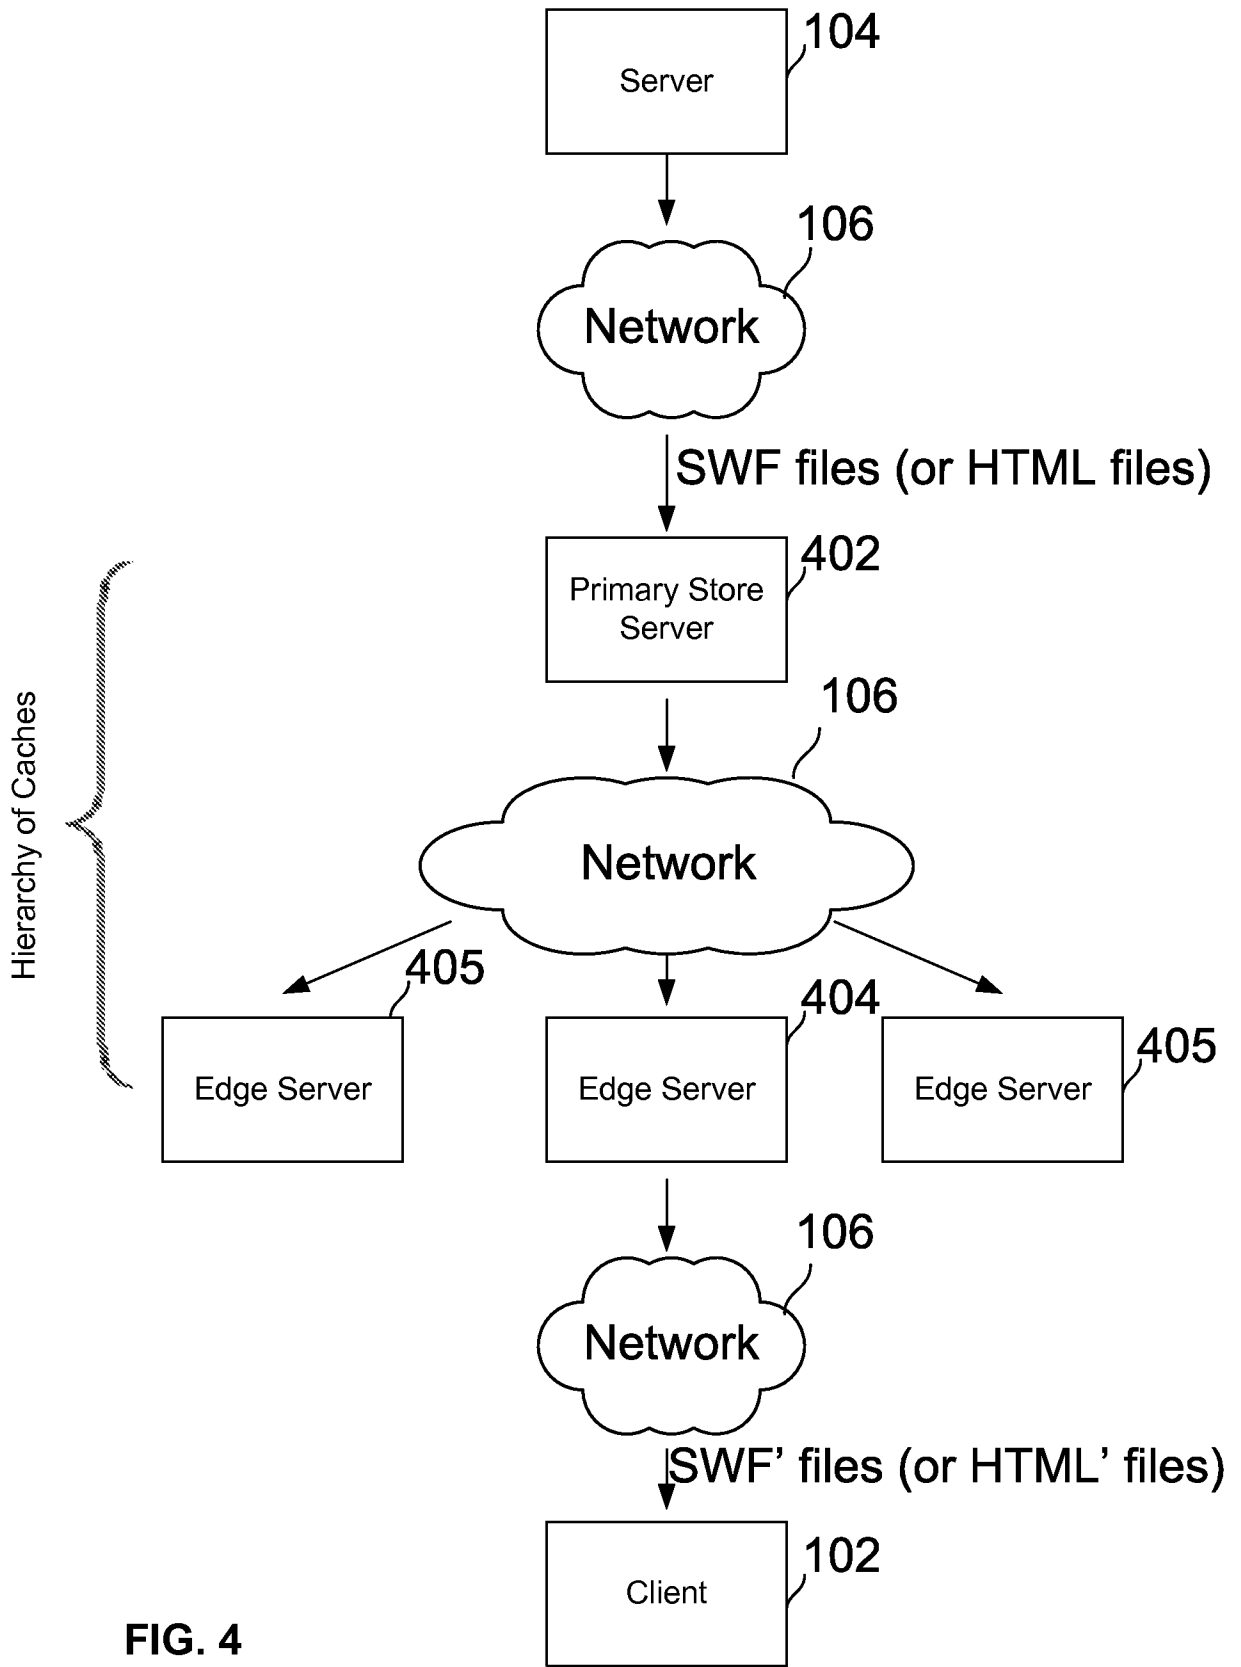 104
Server
106
Network
SWF files (or HTML files)
402
Primary Store
Server
106
Hierarchy of Caches
Network
405
404
405
Edge Server
Edge Server
Edge Server
106
Network
SWF’ files (or HTML’ files)
102
Client
FIG. 4